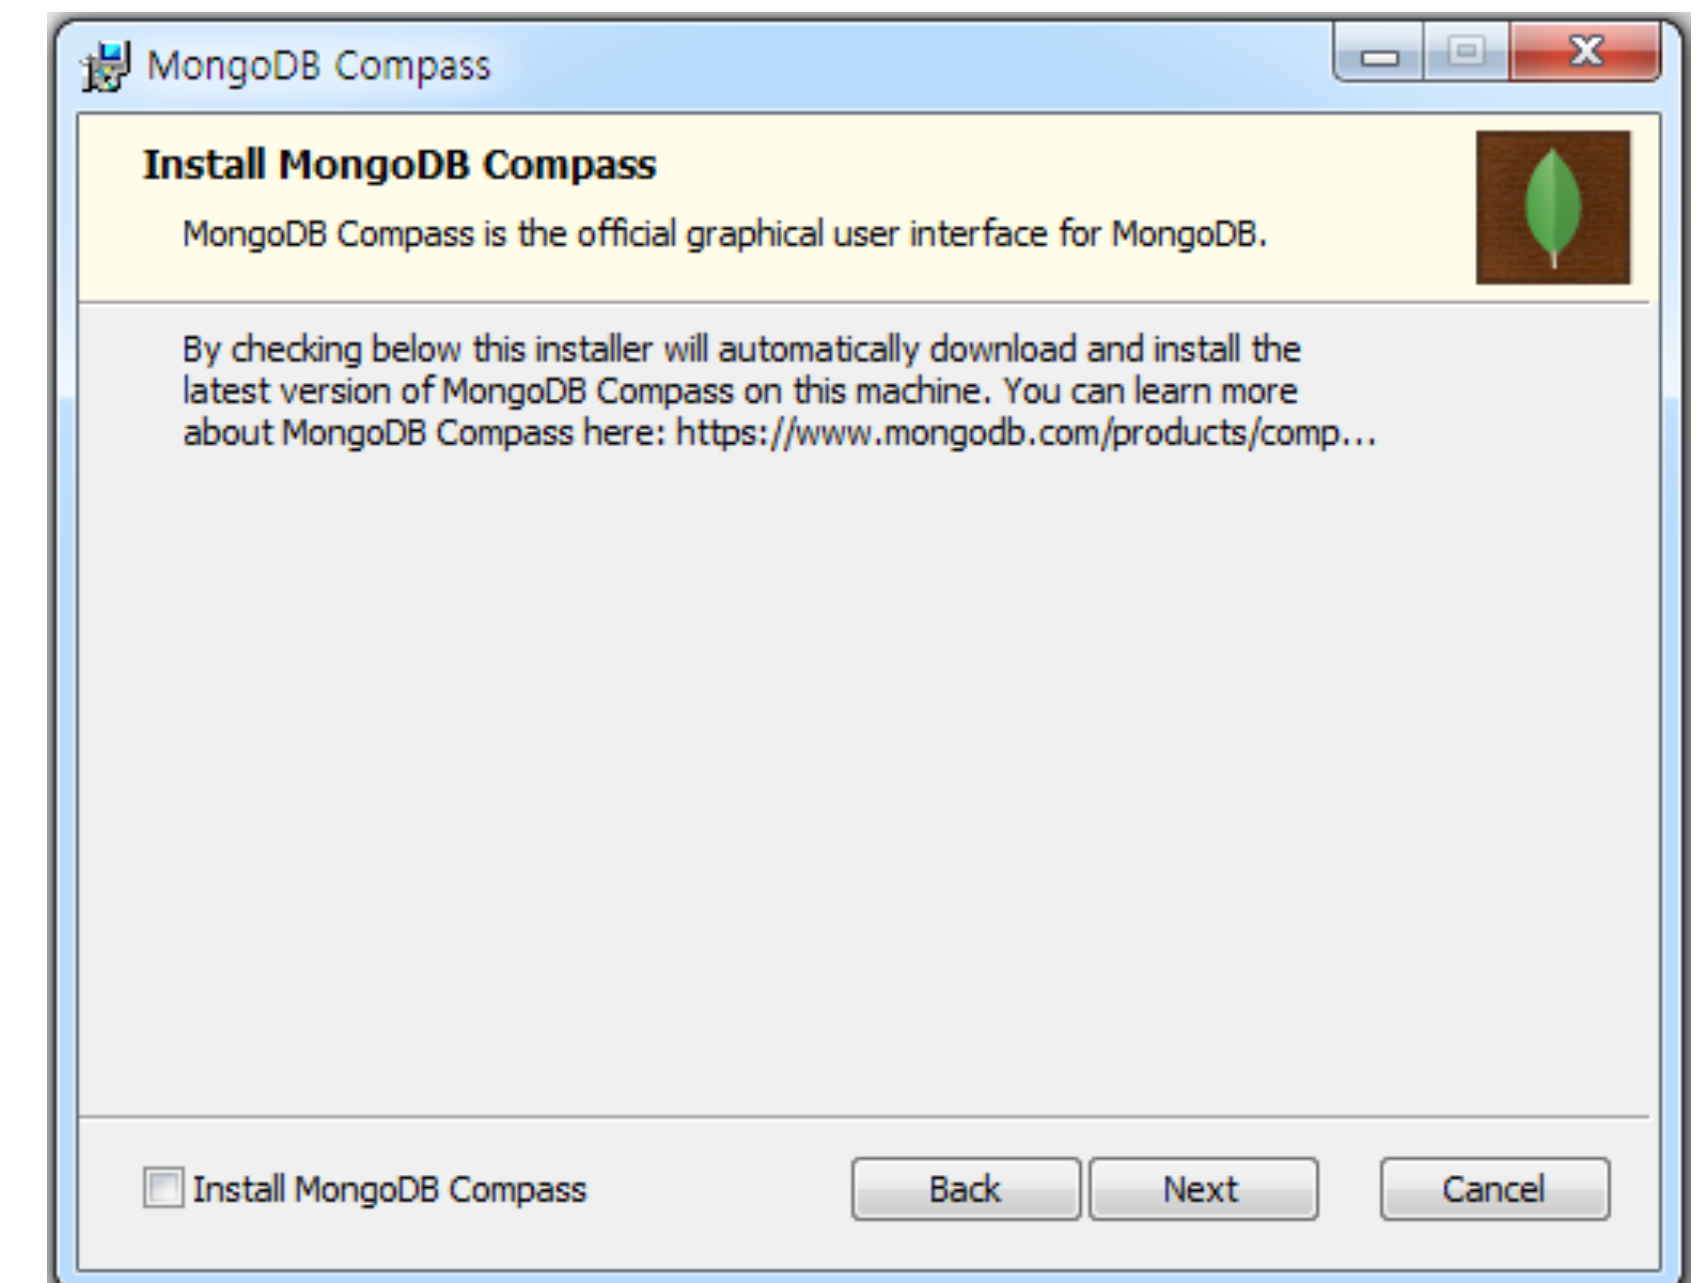 MongoDB Compass
Install MongoDB Compass
MongoDB Compass is the official graphical user interface for MongoDB.
By checking below this installer will automatically download and install the
latest version of MongoDB Compass on this machine. You can learn more
about MongoDB Compass here: https://www.mongodb.com/products/comp...
Install MongoDB Compass
Back
Next
Cancel